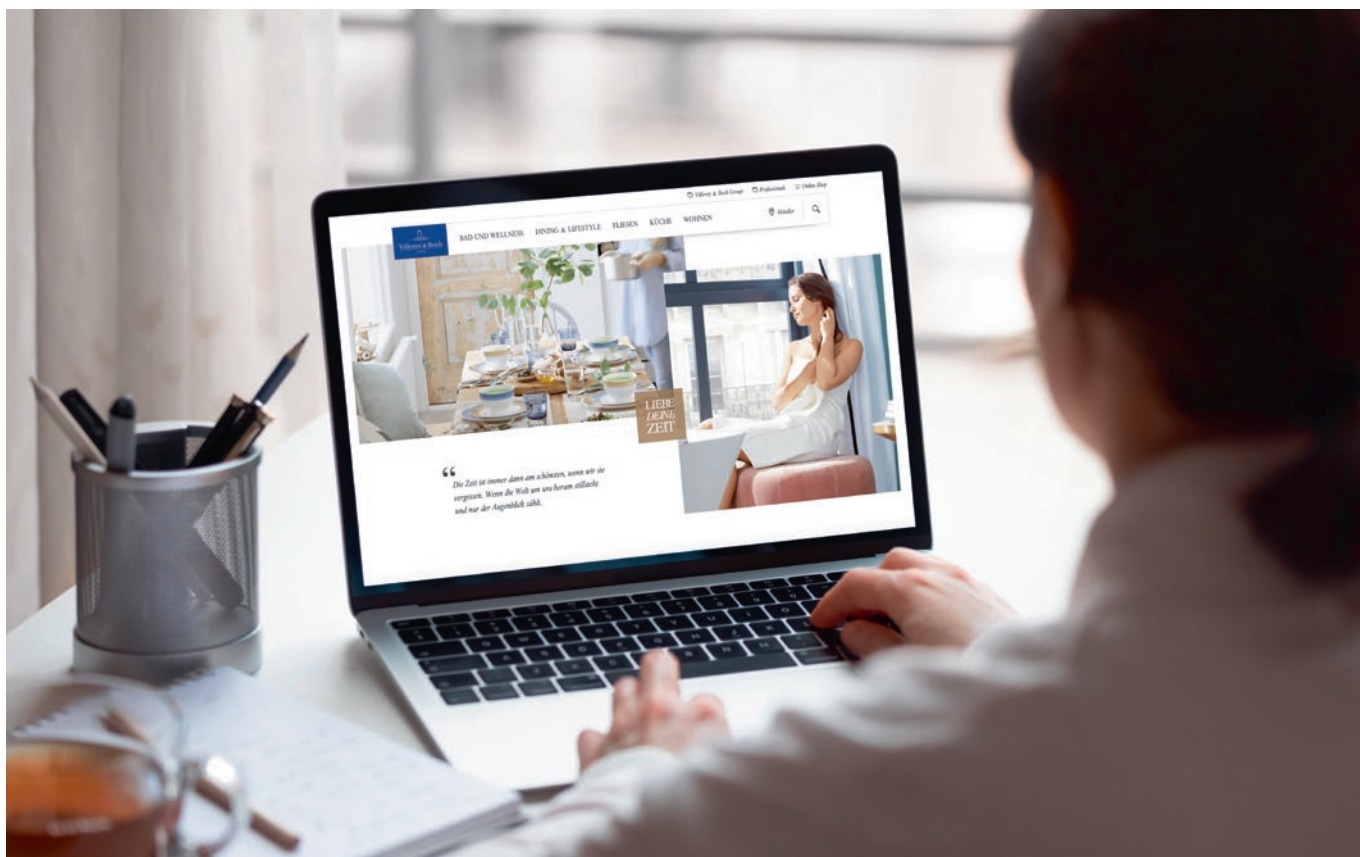 Villeroy & Boch Group Professionals Online Shop
Villeroy & Boch
BAD UND WELLNESS DINING & LIFESTYLE FLIESEN KÜCHE WOHNEN Händler
LIEBE
DEINE
ZEIT
“
Die Zeit ist immer dann am schönsten, wenn wir sie
vergessen. Wenn die Welt um uns herum stillsteht
und nur der Augenblick zählt.